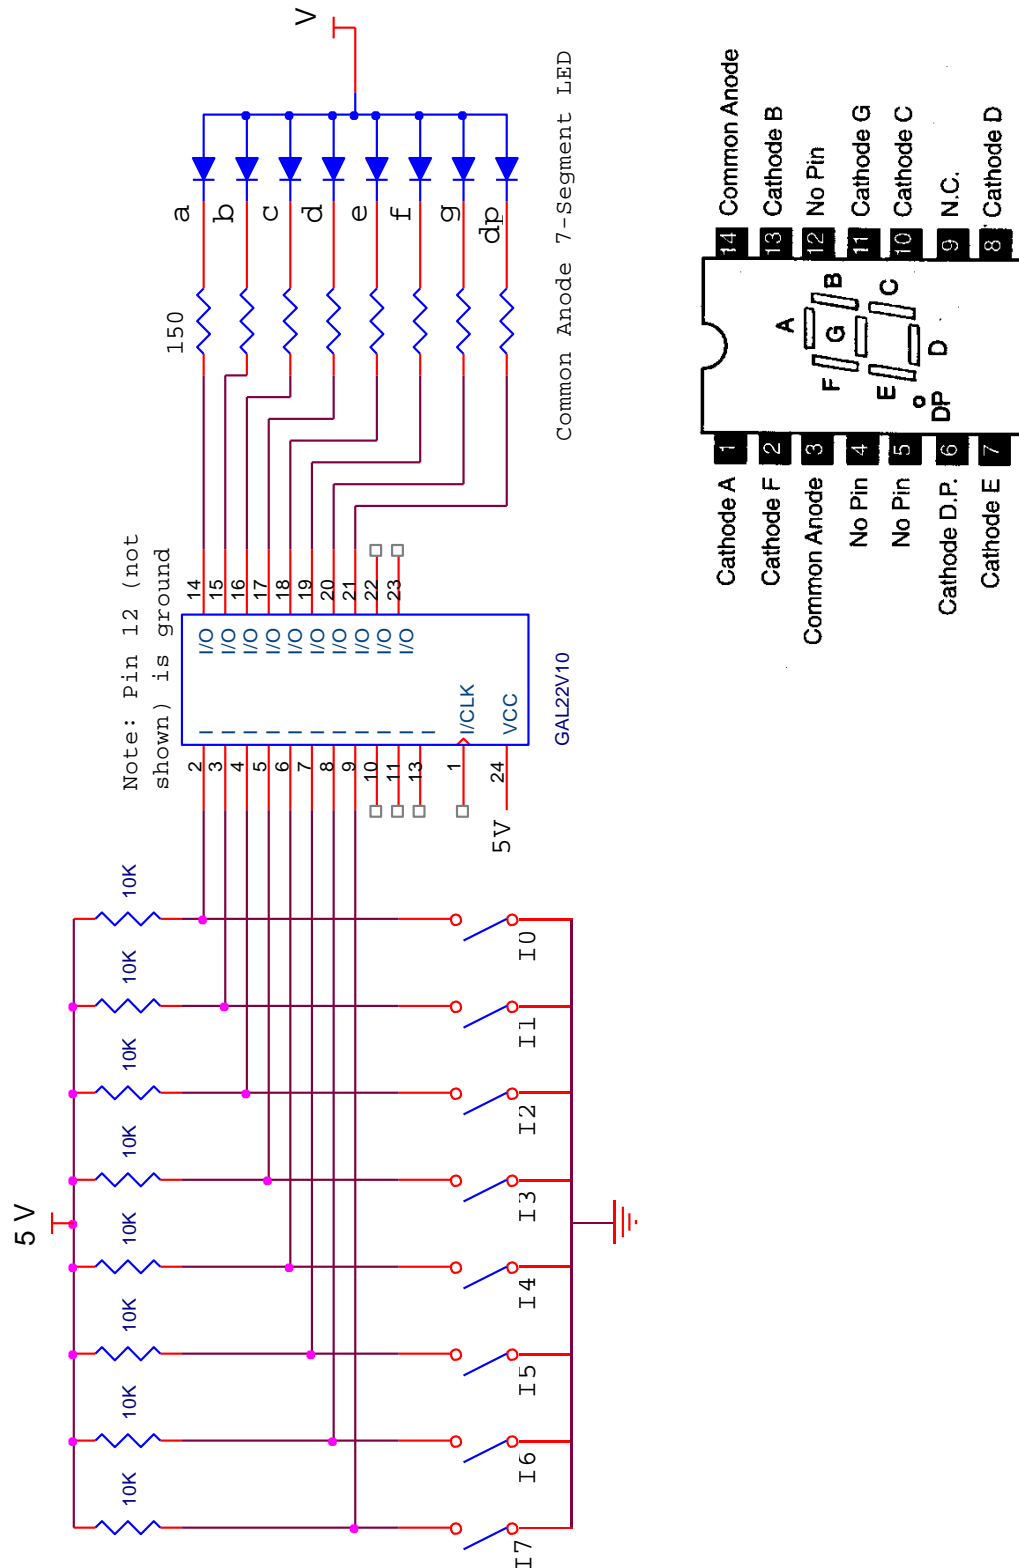 V
Common Anode 7-Segment LED
a
b
c
d
e
f
g
dp
150
Note: Pin 12 (not
shown) is ground
14
15
16
17
18
19
20
21
22
23
I/O
I/O
I/O
I/O
I/O
I/O
I/O
I/O
I/O
I/O
I
I
I
I
I
I
I
I
I
I
I
I/CLK
VCC
GAL22V10
2
3
4
5
6
7
8
9
10
11
13
1
24
5V
5 V
10K
10K
10K
10K
10K
10K
10K
10K
I0
I1
I2
I3
I4
I5
I6
I7
Cathode A
1
14
Common Anode
Cathode F
2
13
Cathode B
Common Anode
3
12
No Pin
No Pin
4
11
Cathode G
No Pin
5
10
Cathode C
Cathode D.P.
6
9
N.C.
Cathode E
7
8
Cathode D
A
B
F
G
C
E
D
DP